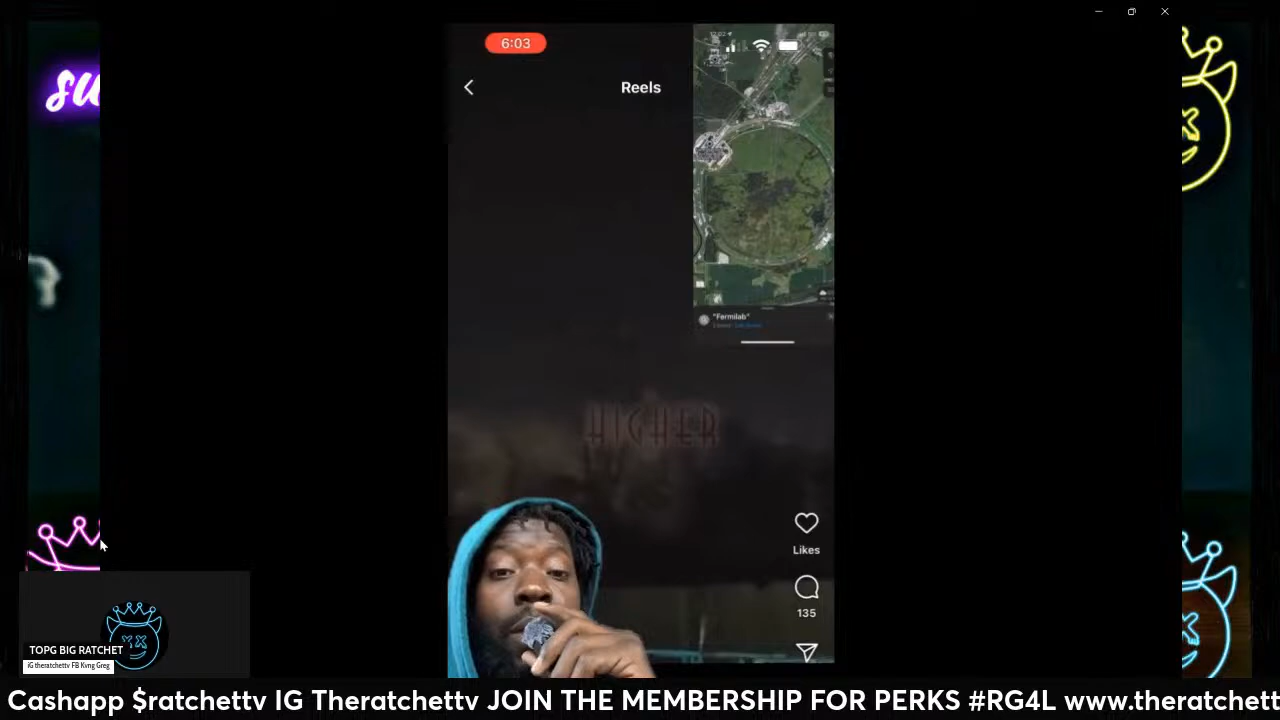 6:03
Reels
"Fermilab"
HIGHER
Likes
135
su
TOPG BIG RATCHET
iG theratchettv FB Kvng Greg
Cashapp $ratchettv IG Theratchettv JOIN THE MEMBERSHIP FOR PERKS #RG4L www.theratchett